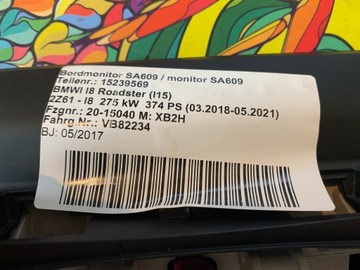 Bordmonitor SA609 / monitor SA609
Teilenr.: 15239569
BMWI I8 Roadster (I15)
2Z61 - I8 275 kW 374 PS (03.2018-05.2021)
Fzgnr.: 20-15040 M: XB2H
Fahrg.Nr.: VB82234
BJ: 05/2017